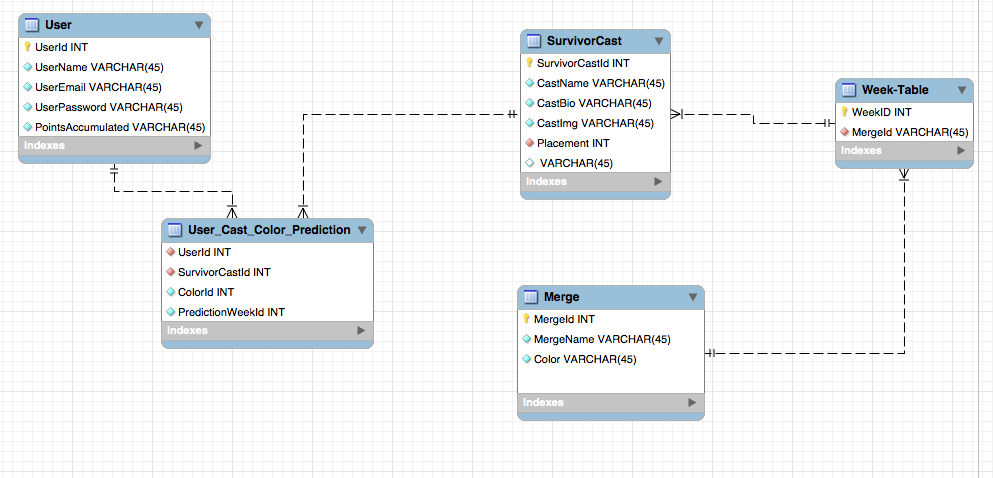 User
UserId INT
UserName VARCHAR(45)
UserEmail VARCHAR(45)
UserPassword VARCHAR(45)
PointsAccumulated VARCHAR(45)
Indexes
SurvivorCast
SurvivorCastId INT
CastName VARCHAR(45)
CastBio VARCHAR(45)
CastImg VARCHAR(45)
Placement INT
VARCHAR(45)
Indexes
Week-Table
WeekID INT
MergeId VARCHAR(45)
Indexes
User_Cast_Color_Prediction
UserId INT
SurvivorCastId INT
ColorId INT
PredictionWeekId INT
Indexes
Merge
MergeId INT
MergeName VARCHAR(45)
Color VARCHAR(45)
Indexes